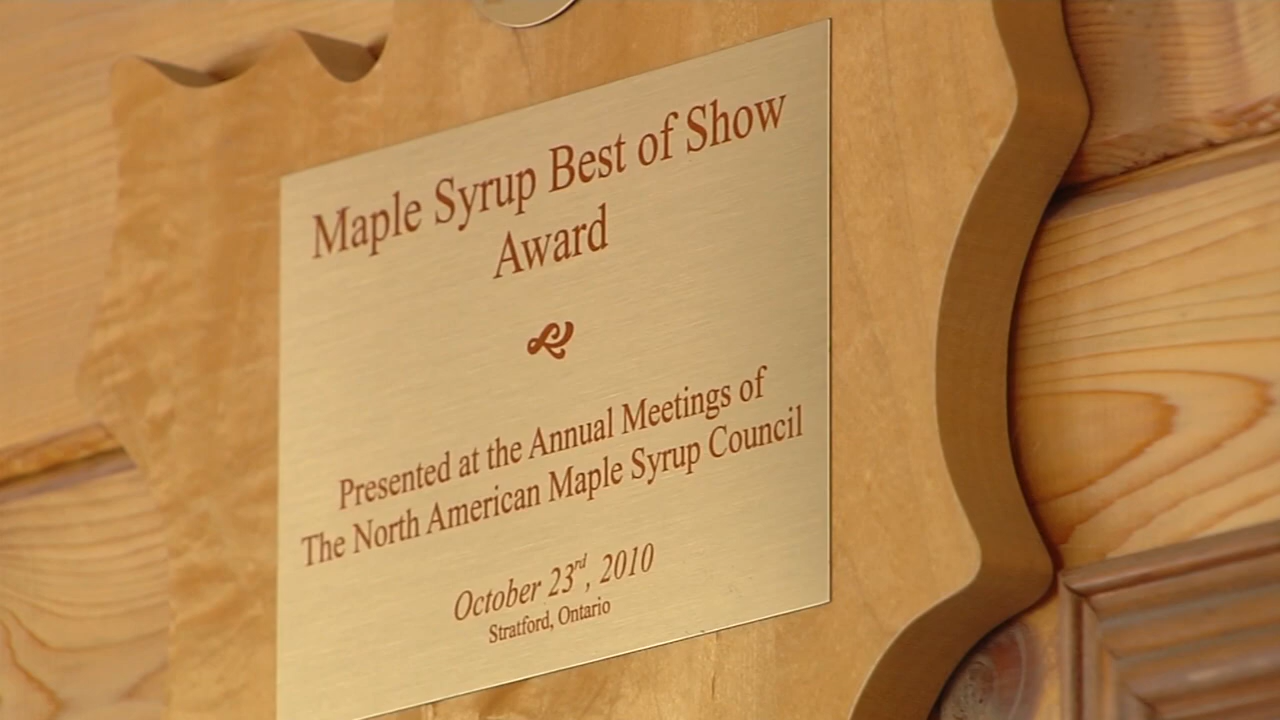 Maple Syrup Best of Show
Award
Presented at the Annual Meetings of
The North American Maple Syrup Council
October 23rd, 2010
Stratford, Ontario